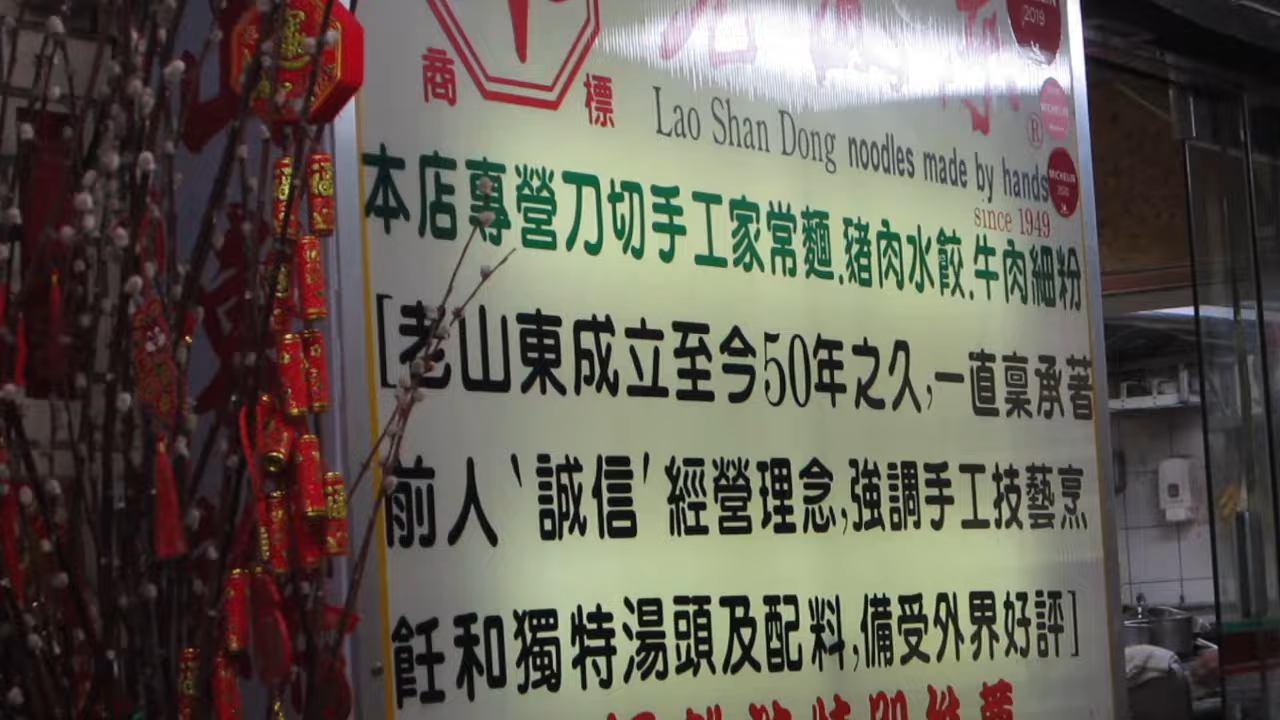 商標
Lao Shan Dong noodles made by hands ®
since 1949
本店專營刀切手工家常麵.豬肉水餃.牛肉細粉
[老山東成立至今50年之久,一直稟承著
前人‵誠信′經營理念,強調手工技藝烹
飪和獨特湯頭及配料,備受外界好評]
2019
MICHELIN